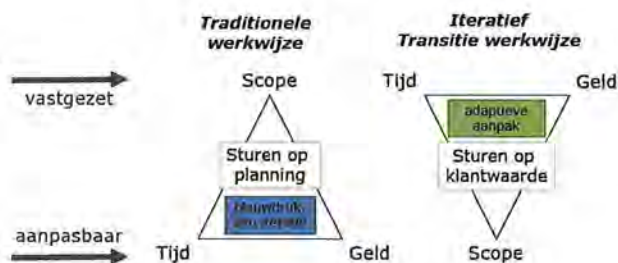 Traditionele
werkwijze
Iteratief
Transitie werkwijze
vastgezet
Scope
Tijd
Geld
adaptieve
aanpak
Sturen op
planning
Sturen op
klantwaarde
aanpasbaar
Tijd
Geld
Scope